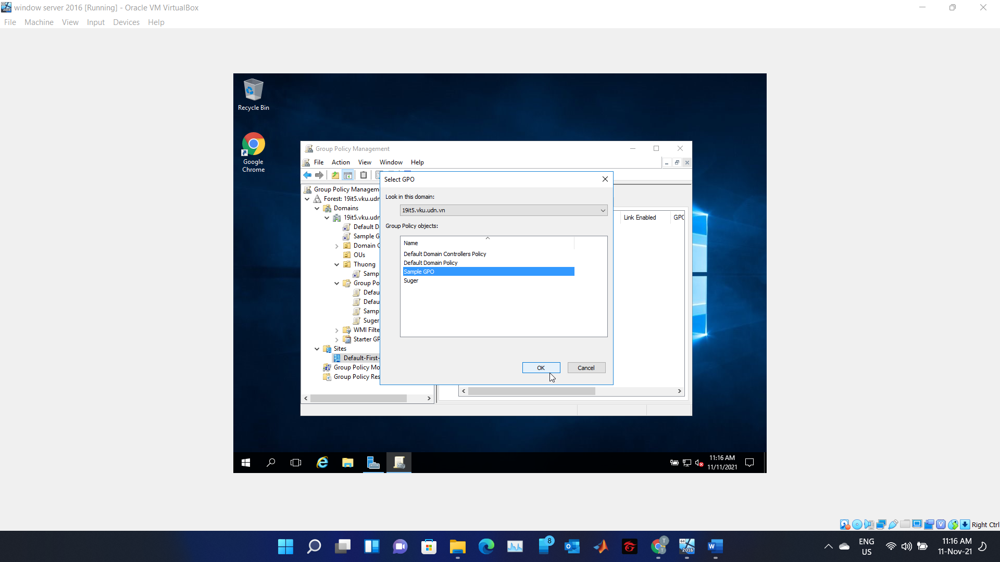 window server 2016 [Running] - Oracle VM VirtualBox
File Machine View Input Devices Help
Recycle Bin
Google
Chrome
Group Policy Management
File Action View Window Help
Select GPO
Look in this domain:
19it5.vku.udn.vn
Group Policy objects:
Name
Default Domain Controllers Policy
Default Domain Policy
Sample GPO
Suger
OK Cancel
Group Policy Managem
Forest: 19it5.vku.udn
Domains
19it5.vku.udn
Default D
Sample G
Domain C
OUs
Thuong
Samp
Group Po
Defau
Defau
Samp
Suger
WMI Filte
Starter GP
Sites
Default-First-
Group Policy Mo
Group Policy Res
Link Enabled GPO
11:16 AM
11/11/2021
Right Ctrl
64
2016
8
T
T
ENG
US
11:16 AM
11-Nov-21